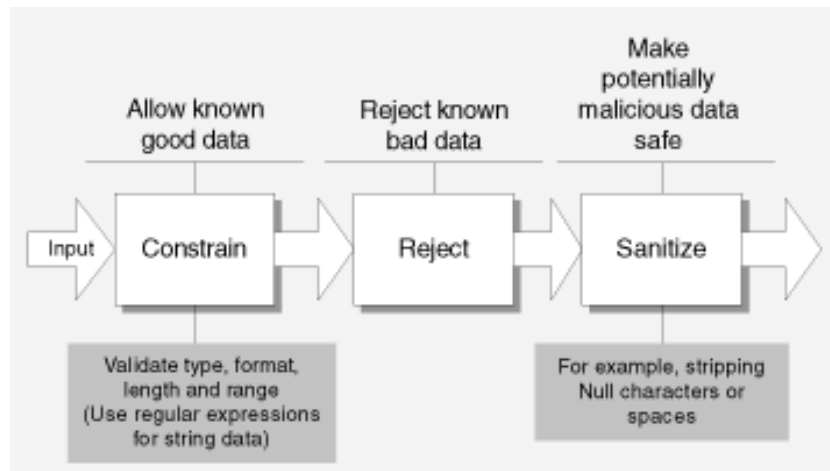 Allow known
good data
Reject known
bad data
Make
potentially
malicious data
safe
Input
Constrain
Reject
Sanitize
Validate type, format,
length and range
(Use regular expressions
for string data)
For example, stripping
Null characters or
spaces